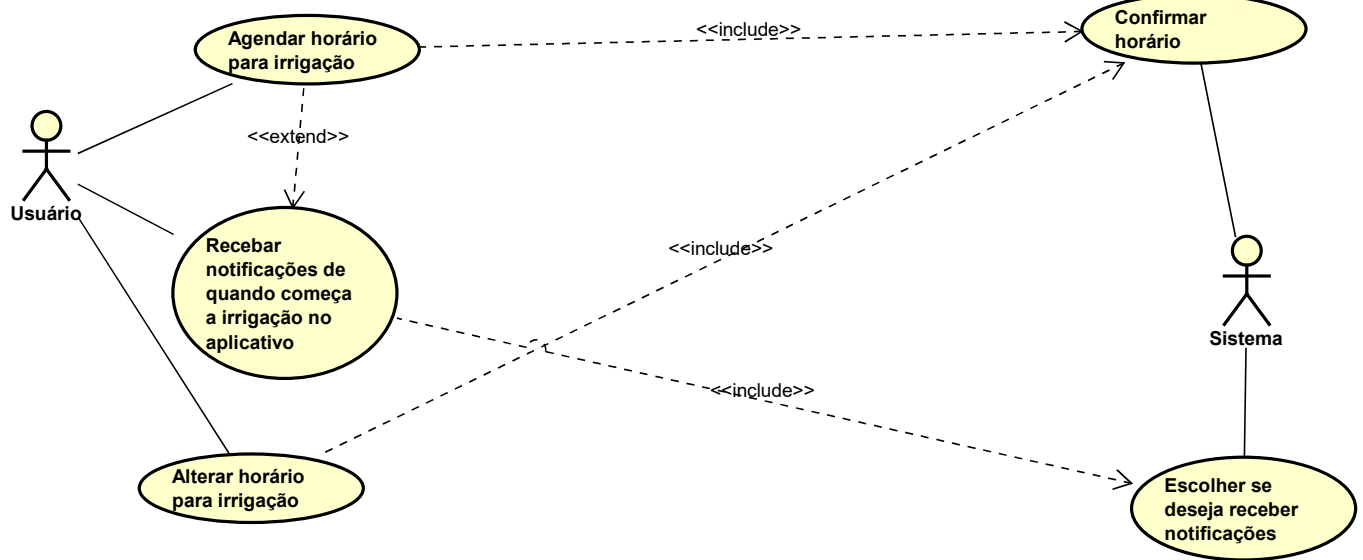 Confirmar
horário
<<include>>
Agendar horário
para irrigação
<<extend>>
Usuário
Recebar
notificações de
quando começa
a irrigação no
aplicativo
<<include>>
Sistema
<<include>>
Alterar horário
para irrigação
Escolher se
deseja receber
notificações